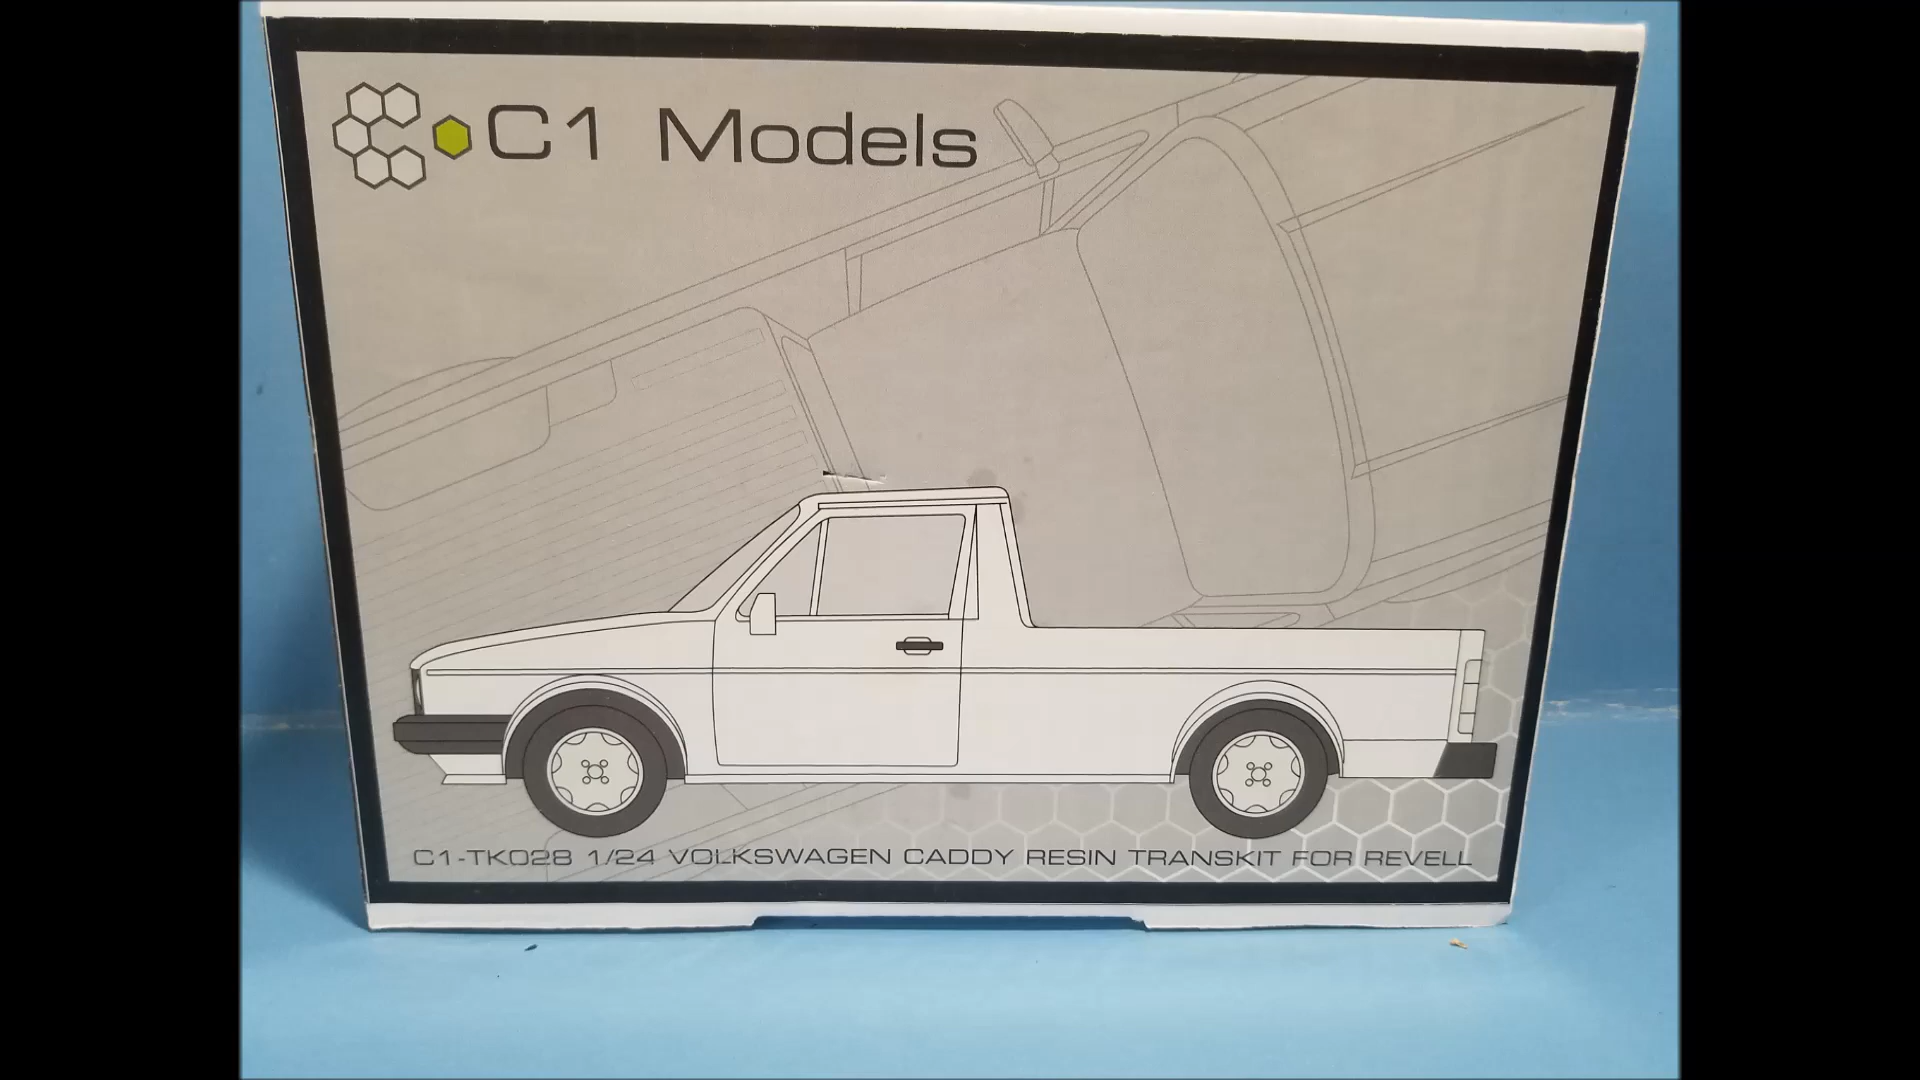 C1 Models
C1-TK028 1/24 VOLKSWAGEN CADDY RESIN TRANSKIT FOR REVELL